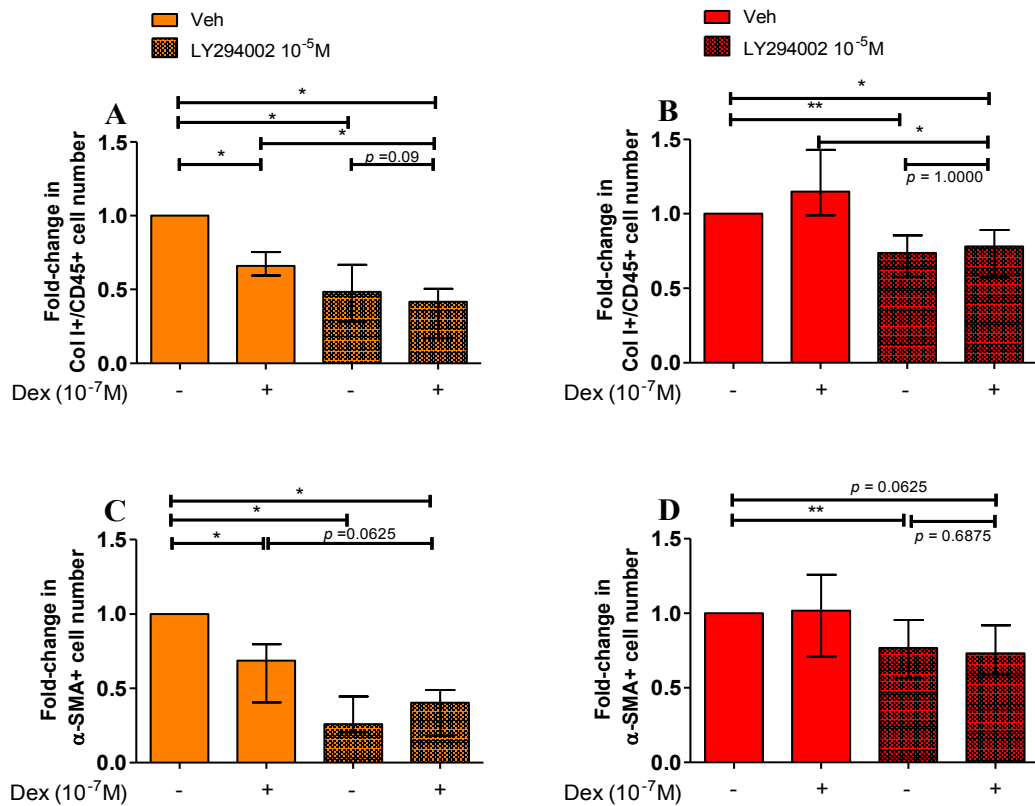 Veh
LY294002 10⁻⁵M
A
*
*
*
*
p =0.09
Fold-change in
Col I+/CD45+ cell number
1.5
1.0
0.5
0.0
Dex (10⁻⁷M)
-
+
-
+
Veh
LY294002 10⁻⁵M
B
*
**
*
p = 1.0000
Fold-change in
Col I+/CD45+ cell number
1.5
1.0
0.5
0.0
Dex (10⁻⁷M)
-
+
-
+
C
*
*
*
p =0.0625
Fold-change in
α-SMA+ cell number
1.5
1.0
0.5
0.0
Dex (10⁻⁷M)
-
+
-
+
D
p = 0.0625
**
p = 0.6875
Fold-change in
α-SMA+ cell number
1.5
1.0
0.5
0.0
Dex (10⁻⁷M)
-
+
-
+